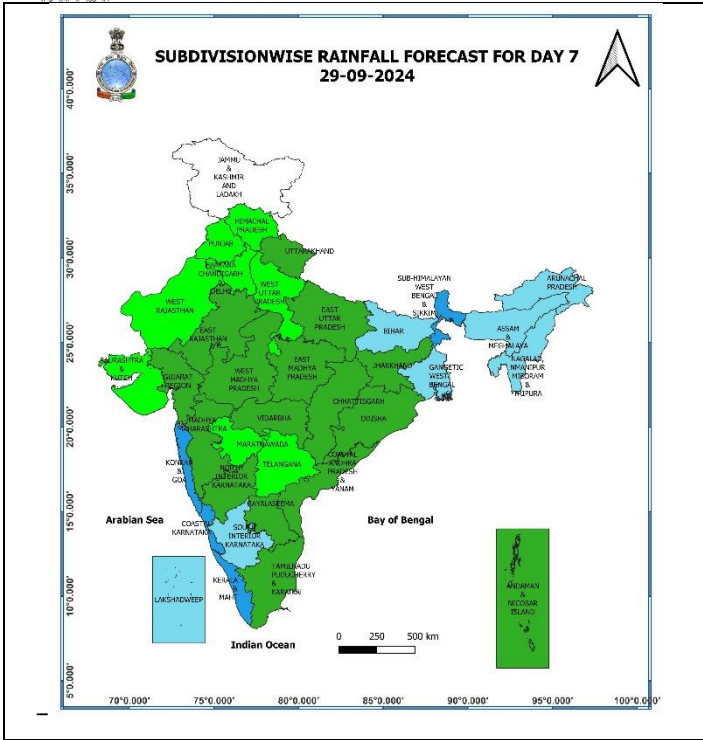 SUBDIVISIONWISE RAINFALL FORECAST FOR DAY 7
29-09-2024
40°0.000'
35°0.000'
30°0.000'
25°0.000'
20°0.000'
15°0.000'
10°0.000'
5°0.000'
JAMMU
&
KASHMIR
AND
LADAKH
HIMACHAL
PRADESH
PUNJAB
UTTARAKHAND
CHANDIGARH
DELHI
WEST
UTTAR
PRADESH
SUB-HIMALAYAN
WEST
BENGAL
&
SIKKIM
ARUNACHAL
PRADESH
WEST
RAJASTHAN
EAST
UTTAR
PRADESH
BIHAR
ASSAM
&
MEGHALAYA
EAST
RAJASTHAN
NAGALAD,
NMANIPUR
MIZORAM
&
TRIPURA
SAURASHTRA
&
KUTCH
GUJARAT
REGION
WEST
MADHYA
PRADESH
EAST
MADHYA
PRADESH
JHARKHAND
GANGETIC
WEST
BENGAL
CHHATTISGARH
MADHYA
MAHARASHTRA
VIDARBHA
ODISHA
MARATNAWADA
KONKAN
&
GOA
NORTH
INTERIOR
KARNATAKA
TELANGANA
COASTAL
ANDHRA
PRADESH
&
YANAM
RAYALASEEMA
Arabian Sea
COASTAL
KARNATAKA
SOUTH
INTERIOR
KARNATAKA
Bay of Bengal
LAKSHADWEEP
KERALA
&
MAHE
TAMILNADU
PUDUCHERRY
&
KARAIKAL
ANDAMAN
&
NICOBAR
ISLAND
Indian Ocean
0 250 500 km
70°0.000' 75°0.000' 80°0.000' 85°0.000' 90°0.000' 95°0.000' 100°0.000'